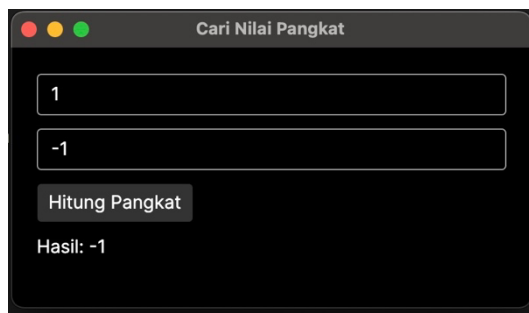 Cari Nilai Pangkat
1
-1
Hitung Pangkat
Hasil: -1